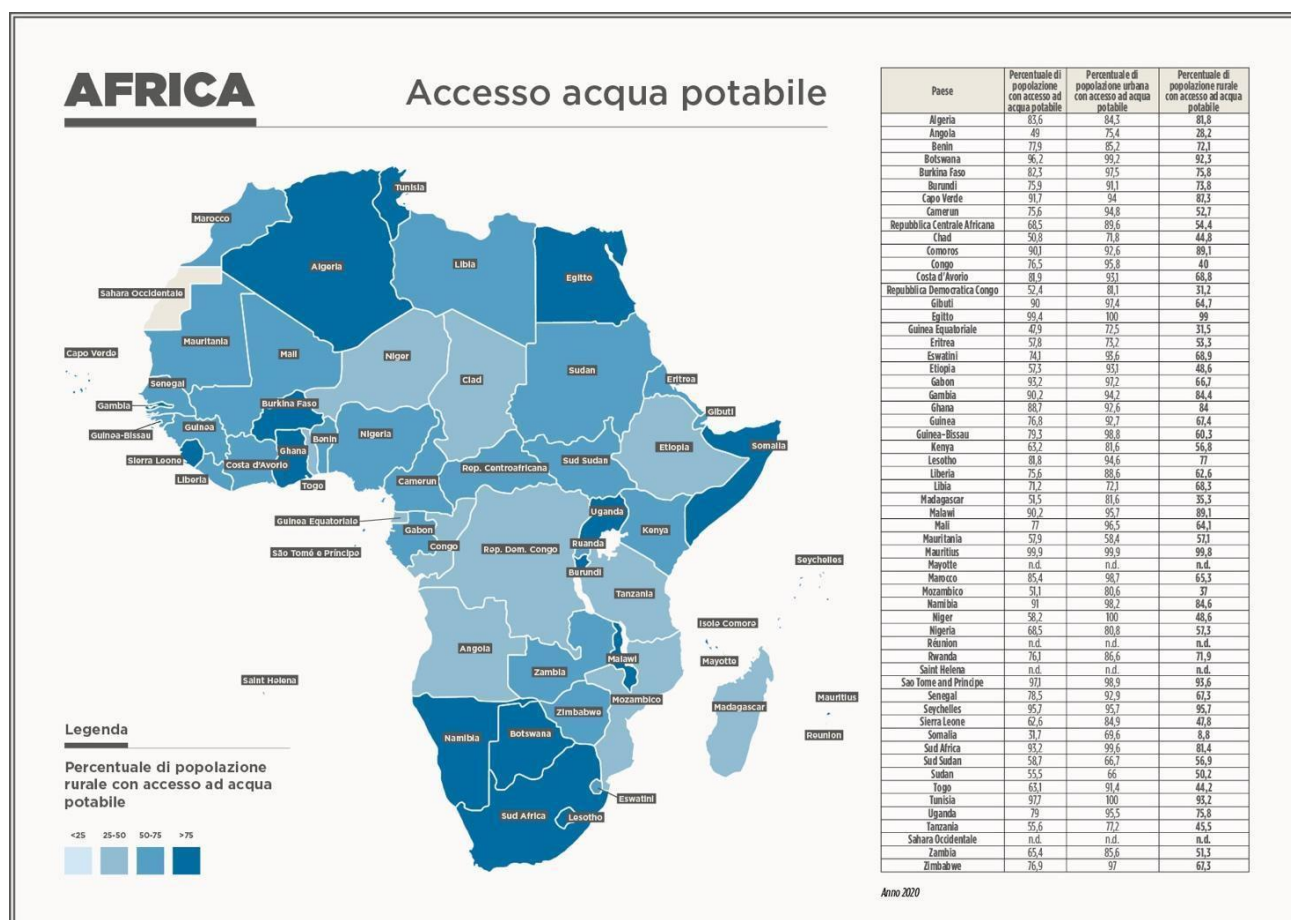 AFRICA
Accesso acqua potabile
Tunisia
Marocco
Algeria
Libia
Egitto
Sahara Occidentale
Mauritania
Mali
Niger
Ciad
Sudan
Eritrea
Capo Verde
Senegal
Gambia
Guinea-Bissau
Guinea
Burkina Faso
Benin
Nigeria
Gibuti
Etiopia
Somalia
Sierra Leone
Liberia
Costa d'Avorio
Ghana
Togo
Camerun
Rep. Centroafricana
Sud Sudan
Guinea Equatoriale
São Tomé e Príncipe
Gabon
Congo
Rep. Dem. Congo
Uganda
Ruanda
Burundi
Kenya
Tanzania
Seychelles
Isole Comore
Mayotte
Angola
Zambia
Malawi
Mozambico
Madagascar
Mauritius
Reunion
Saint Helena
Zimbabwe
Namibia
Botswana
Eswatini
Sud Africa
Lesotho
Legenda
Percentuale di popolazione
rurale con accesso ad acqua
potabile
<25 25-50 50-75 >75
Paese
Percentuale di
popolazione
con accesso ad
acqua potabile
Percentuale di
popolazione urbana
con accesso ad acqua
potabile
Percentuale di
popolazione rurale
con accesso ad acqua
potabile
Algeria 83,6 84,3 81,8
Angola 49 75,4 28,2
Benin 77,9 85,2 72,1
Botswana 96,2 99,2 92,3
Burkina Faso 82,3 97,5 75,8
Burundi 75,9 91,1 73,8
Capo Verde 91,7 94 87,3
Camerun 75,6 94,8 52,7
Repubblica Centrale Africana 68,5 89,6 54,4
Chad 50,8 71,8 44,8
Comoros 90,1 92,6 89,1
Congo 76,5 95,8 40
Costa d'Avorio 81,9 93,1 68,8
Repubblica Democratica Congo 52,4 81,1 31,2
Gibuti 90 97,4 64,7
Egitto 99,4 100 99
Guinea Equatoriale 47,9 72,5 31,5
Eritrea 57,8 73,2 53,3
Eswatini 74,1 93,6 68,9
Etiopia 57,3 93,1 48,6
Gabon 93,2 97,2 66,7
Gambia 90,2 94,2 84,4
Ghana 88,7 92,6 84
Guinea 76,8 92,7 67,4
Guinea-Bissau 79,3 98,8 60,3
Kenya 63,2 81,6 56,8
Lesotho 81,8 94,6 77
Liberia 75,6 88,6 62,6
Libia 71,2 72,1 68,3
Madagascar 51,5 81,6 35,3
Malawi 90,2 95,7 89,1
Mali 77 96,5 64,1
Mauritania 57,9 58,4 57,1
Mauritius 99,9 99,9 99,8
Mayotte n.d. n.d. n.d.
Marocco 85,4 98,7 65,3
Mozambico 51,1 80,6 37
Namibia 91 98,2 84,6
Niger 58,2 100 48,6
Nigeria 68,5 80,8 57,3
Réunion n.d. n.d. n.d.
Rwanda 76,1 86,6 71,9
Saint Helena n.d. n.d. n.d.
Sao Tome and Principe 97,1 98,9 93,6
Senegal 78,5 92,9 67,3
Seychelles 95,7 95,7 95,7
Sierra Leone 62,6 84,9 47,8
Somalia 31,7 69,6 8,8
Sud Africa 93,2 99,6 81,4
Sud Sudan 58,7 66,7 56,9
Sudan 55,5 66 50,2
Togo 63,1 91,4 44,2
Tunisia 97,7 100 93,2
Uganda 79 95,5 75,8
Tanzania 55,6 77,2 45,5
Sahara Occidentale n.d. n.d. n.d.
Zambia 65,4 85,6 51,3
Zimbabwe 76,9 97 67,3
Anno 2020